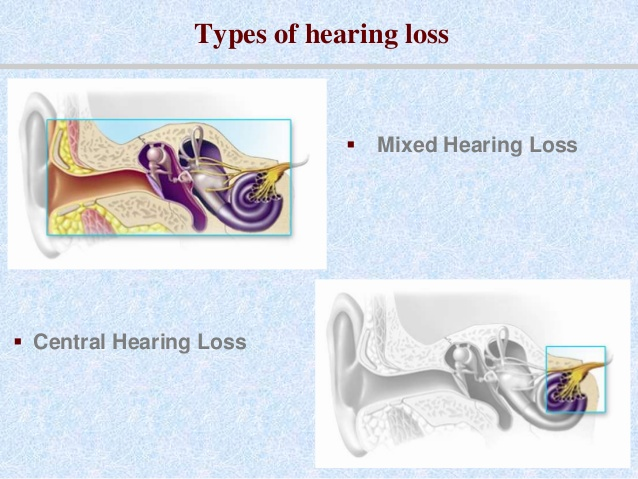 Types of hearing loss
▪ Mixed Hearing Loss
▪ Central Hearing Loss